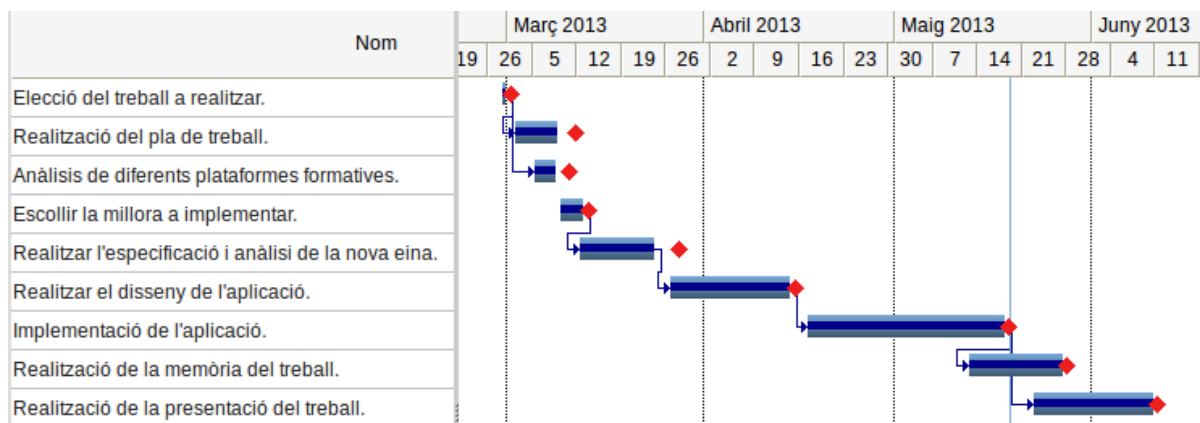 Nom
Març 2013 Abril 2013 Maig 2013 Juny 2013
19 26 5 12 19 26 2 9 16 23 30 7 14 21 28 4 11
Elecció del treball a realitzar.
Realització del pla de treball.
Anàlisis de diferents plataformes formatives.
Escollir la millora a implementar.
Realitzar l'especificació i anàlisi de la nova eina.
Realitzar el disseny de l'aplicació.
Implementació de l'aplicació.
Realització de la memòria del treball.
Realització de la presentació del treball.